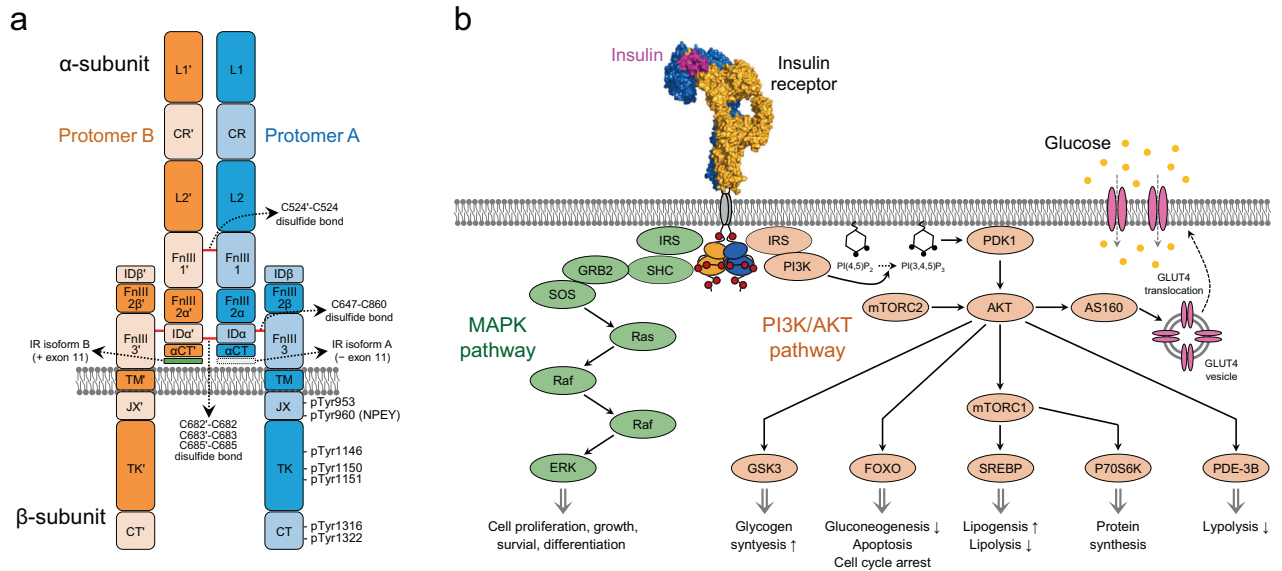 a
α-subunit
Protomer B
Protomer A
L1'
L1
CR'
CR
L2'
L2
C524'-C524
disulfide bond
FnIII
1'
FnIII
1
IDβ'
IDβ
FnIII
2β'
FnIII
2α'
FnIII
2α
FnIII
2β
C647-C860
disulfide bond
FnIII
3'
IDα'
IDα
FnIII
3
αCT'
αCT
IR isoform B
(+ exon 11)
IR isoform A
(− exon 11)
TM'
TM
JX'
JX
pTyr953
pTyr960 (NPEY)
C682'-C682
C683'-C683
C685'-C685
disulfide bond
TK'
TK
pTyr1146
pTyr1150
pTyr1151
β-subunit
CT'
CT
pTyr1316
pTyr1322
b
Insulin
Insulin
receptor
Glucose
IRS
IRS
GRB2
SHC
PI3K
PI(4,5)P2
PI(3,4,5)P3
PDK1
SOS
mTORC2
AKT
AS160
GLUT4
translocation
GLUT4
vesicle
MAPK
pathway
PI3K/AKT
pathway
Ras
Raf
Raf
ERK
mTORC1
GSK3
FOXO
SREBP
P70S6K
PDE-3B
Cell proliferation, growth,
survial, differentiation
Glycogen
syntyesis ↑
Gluconeogenesis ↓
Apoptosis
Cell cycle arrest
Lipogensis ↑
Lipolysis ↓
Protein
synthesis
Lypolysis ↓